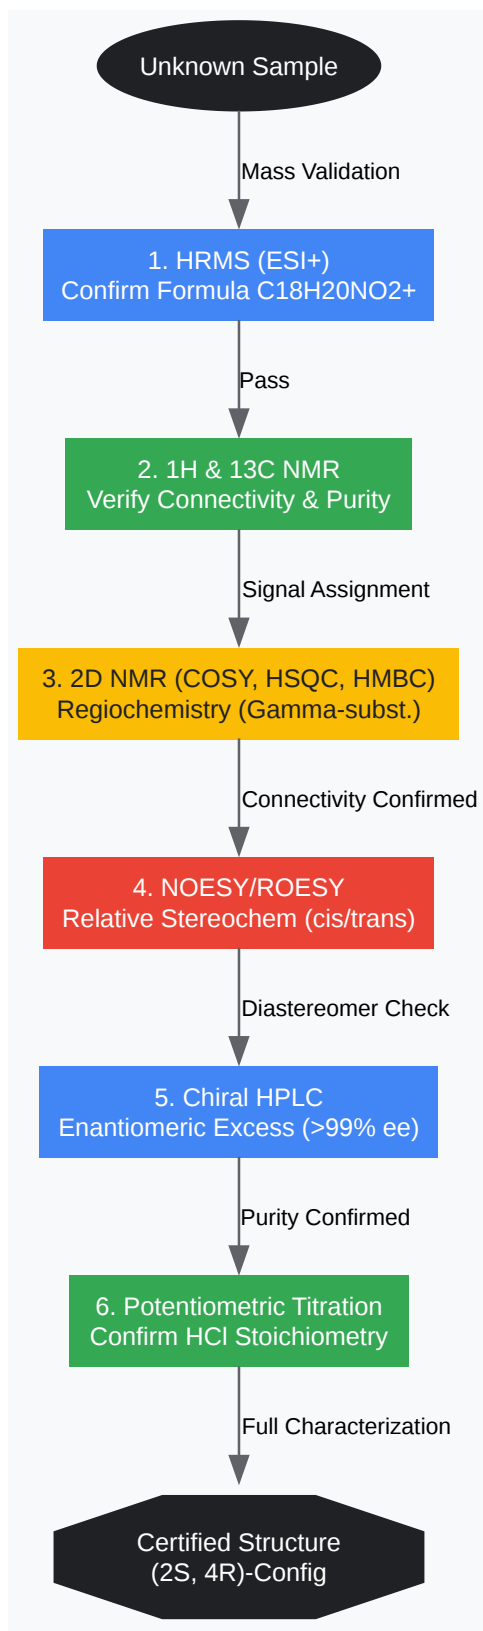 Unknown Sample
Mass Validation
1. HRMS (ESI+)
Confirm Formula C18H20NO2+
Pass
2. 1H & 13C NMR
Verify Connectivity & Purity
Signal Assignment
3. 2D NMR (COSY, HSQC, HMBC)
Regiochemistry (Gamma-subst.)
Connectivity Confirmed
4. NOESY/ROESY
Relative Stereochem (cis/trans)
Diastereomer Check
5. Chiral HPLC
Enantiomeric Excess (>99% ee)
Purity Confirmed
6. Potentiometric Titration
Confirm HCl Stoichiometry
Full Characterization
Certified Structure
(2S, 4R)-Config